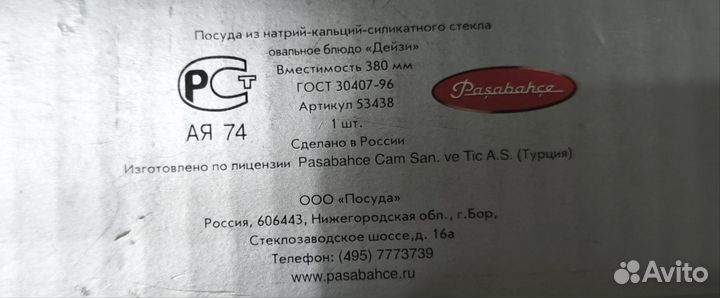 Посуда из натрий-кальций-силикатного стекла
овальное блюдо «Дейзи»
Вместимость 380 мм
ГОСТ 30407-96
Артикул 53438
1 шт.
Сделано в России
РСТ
АЯ 74
Paşabahçe
Изготовлено по лицензии Pasabahce Cam San. ve Tic A.S. (Турция)
ООО «Посуда»
Россия, 606443, Нижегородская обл., г.Бор,
Стеклозаводское шоссе,д. 16а
Телефон: (495) 7773739
www.pasabahce.ru
Avito